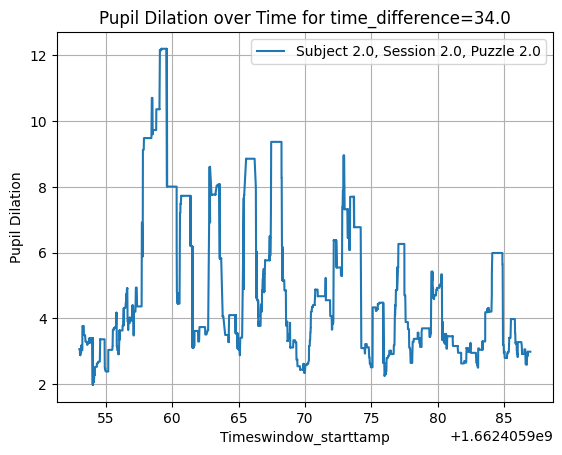 Pupil Dilation over Time for time_difference=34.0
Subject 2.0, Session 2.0, Puzzle 2.0
Pupil Dilation
12
10
8
6
4
2
55 60 65 70 75 80 85
Timeswindow_starttamp
+1.6624059e9